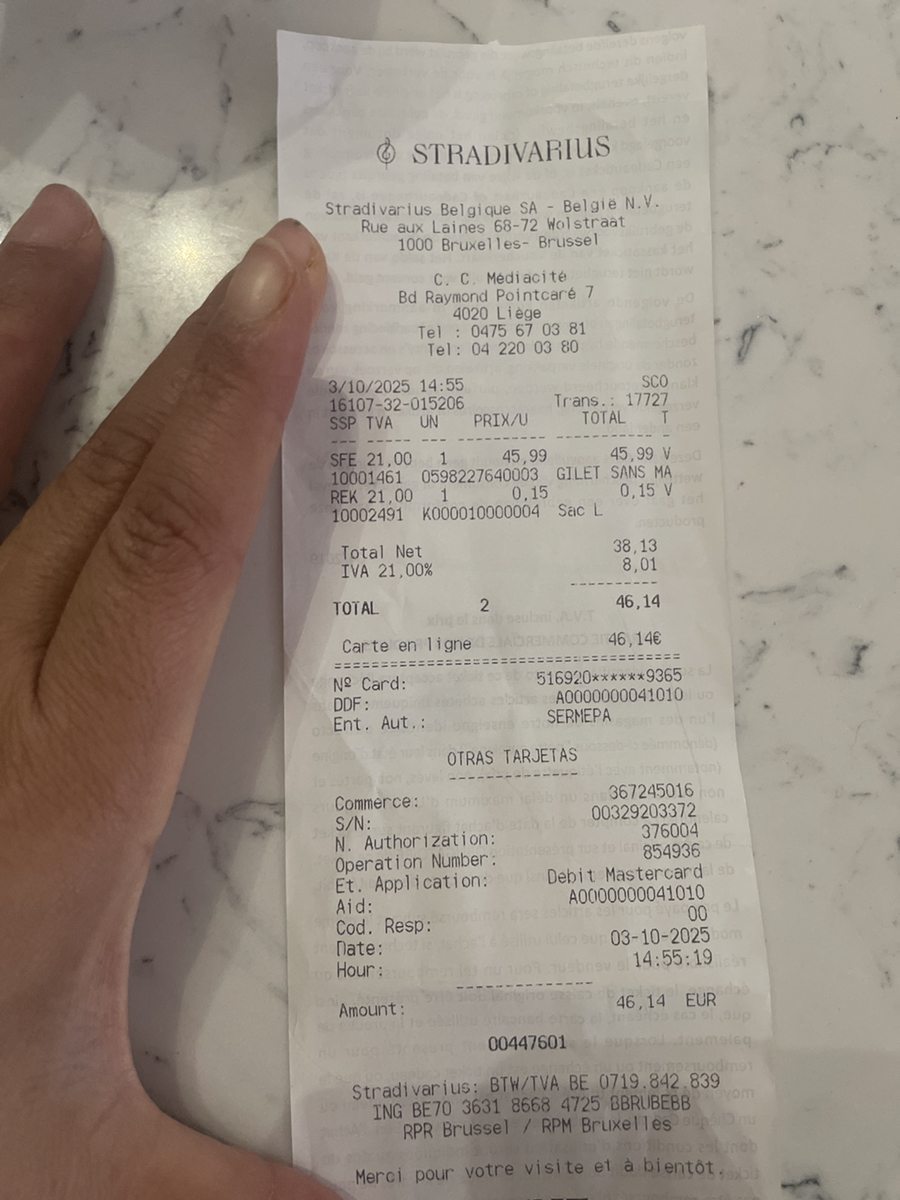 STRADIVARIUS
Stradivarius Belgique SA - België N.V.
Rue aux Laines 68-72 Wolstraat
1000 Bruxelles- Brussel
C. C. Médiacité
Bd Raymond Pointcaré 7
4020 Liège
Tel : 0475 67 03 81
Tel: 04 220 03 80
3/10/2025 14:55 SCO
16107-32-015206 Trans.: 17727
SSP TVA UN PRIX/U TOTAL T
--- ----- --- ---------- ----------- -
SFE 21,00 1 45,99 45,99 V
10001461 0598227640003 GILET SANS MA
REK 21,00 1 0,15 0,15 V
10002491 K000010000004 Sac L
Total Net 38,13
IVA 21,00% 8,01
----------
TOTAL 2 46,14
Carte en ligne 46,14€
======================================
Nº Card: 516920******9365
DDF: A0000000041010
Ent. Aut.: SERMEPA
OTRAS TARJETAS
--------------
Commerce: 367245016
S/N: 00329203372
N. Authorization: 376004
Operation Number: 854936
Et. Application: Debit Mastercard
Aid: A0000000041010
Cod. Resp: 00
Date: 03-10-2025
Hour: 14:55:19
--------------
Amount: 46,14 EUR
00447601
Stradivarius: BTW/TVA BE 0719.842.839
ING BE70 3631 8668 4725 BBRUBEBB
RPR Brussel / RPM Bruxelles
Merci pour votre visite et à bientôt.